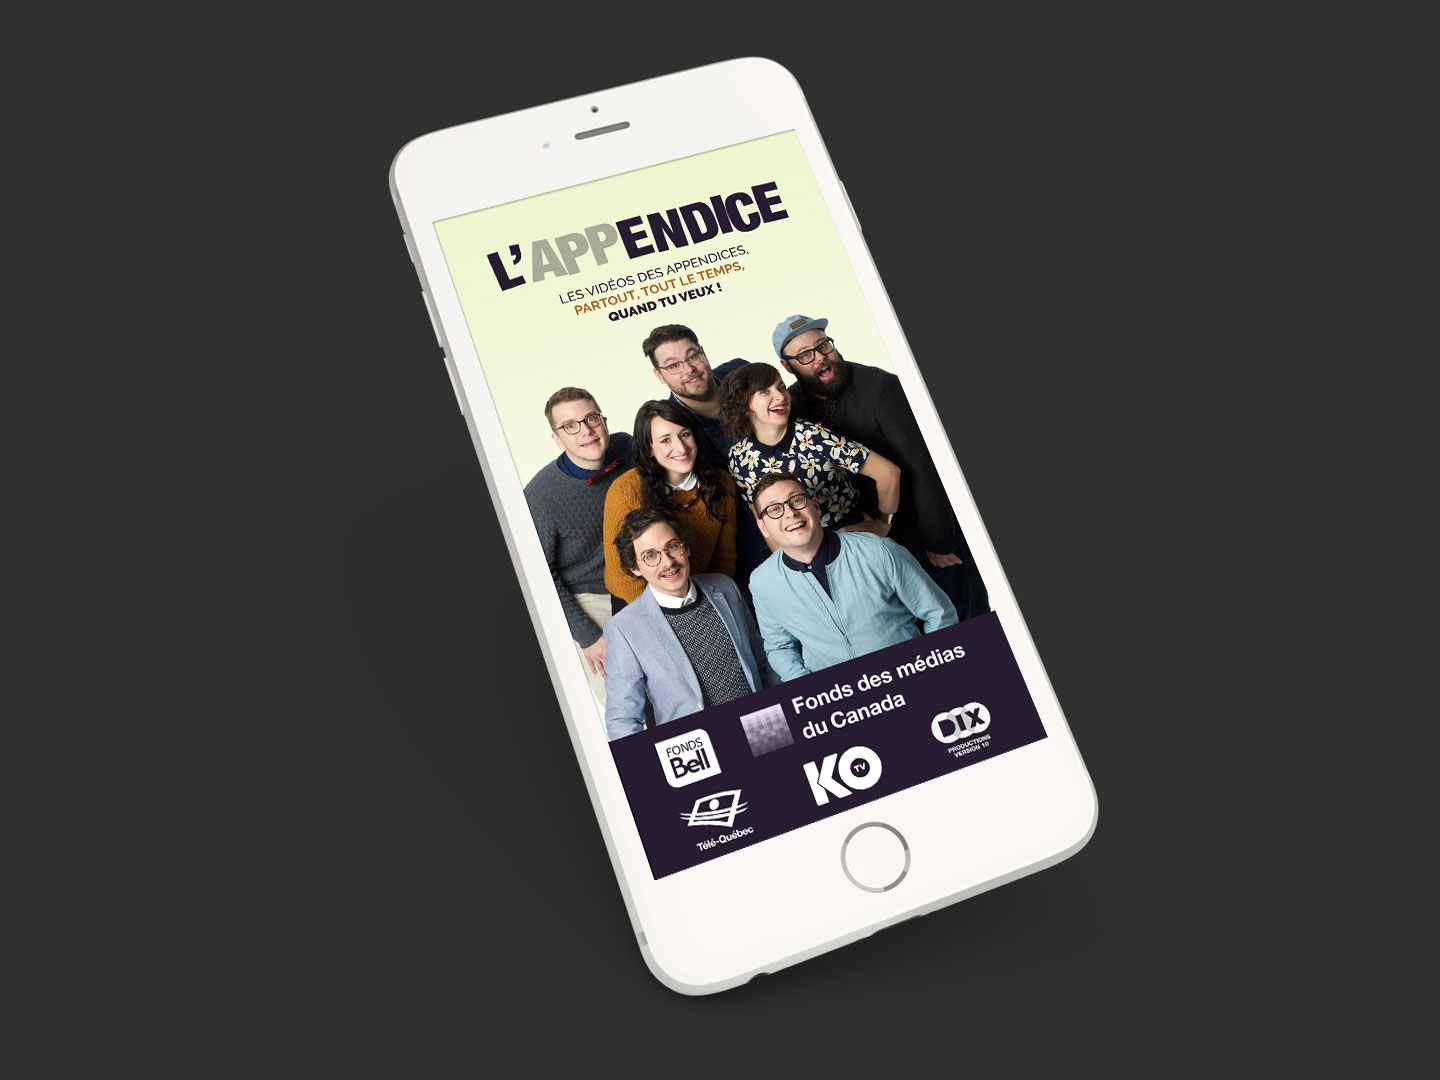 L'APPENDICE
LES VIDÉOS DES APPENDICES,
PARTOUT, TOUT LE TEMPS,
QUAND TU VEUX !
Fonds des médias
du Canada
FONDS
Bell
KO
TV
DIX
PRODUCTIONS
VERSION 10
Télé-Québec